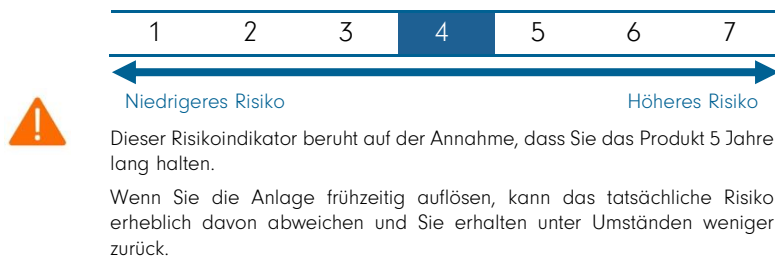 1 2 3 4 5 6 7
Niedrigeres Risiko Höheres Risiko
Dieser Risikoindikator beruht auf der Annahme, dass Sie das Produkt 5 Jahre
lang halten.
Wenn Sie die Anlage frühzeitig auflösen, kann das tatsächliche Risiko
erheblich davon abweichen und Sie erhalten unter Umständen weniger
zurück.